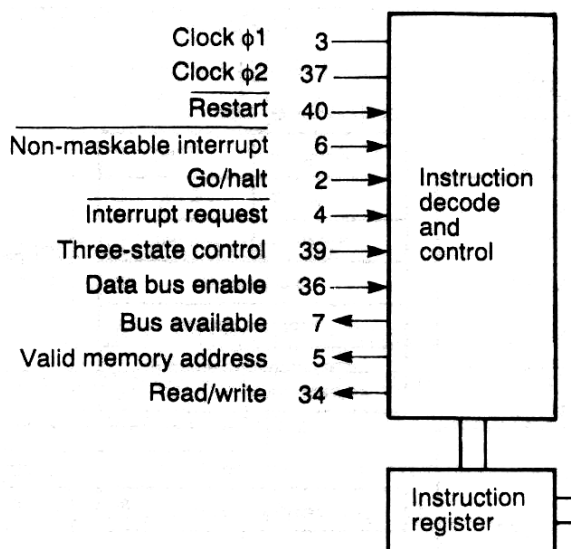 Clock ϕ1 3
Clock ϕ2 37
Restart 40
Non-maskable interrupt 6
Go/halt 2
Interrupt request 4
Three-state control 39
Data bus enable 36
Bus available 7
Valid memory address 5
Read/write 34
Instruction
decode
and
control
Instruction
register